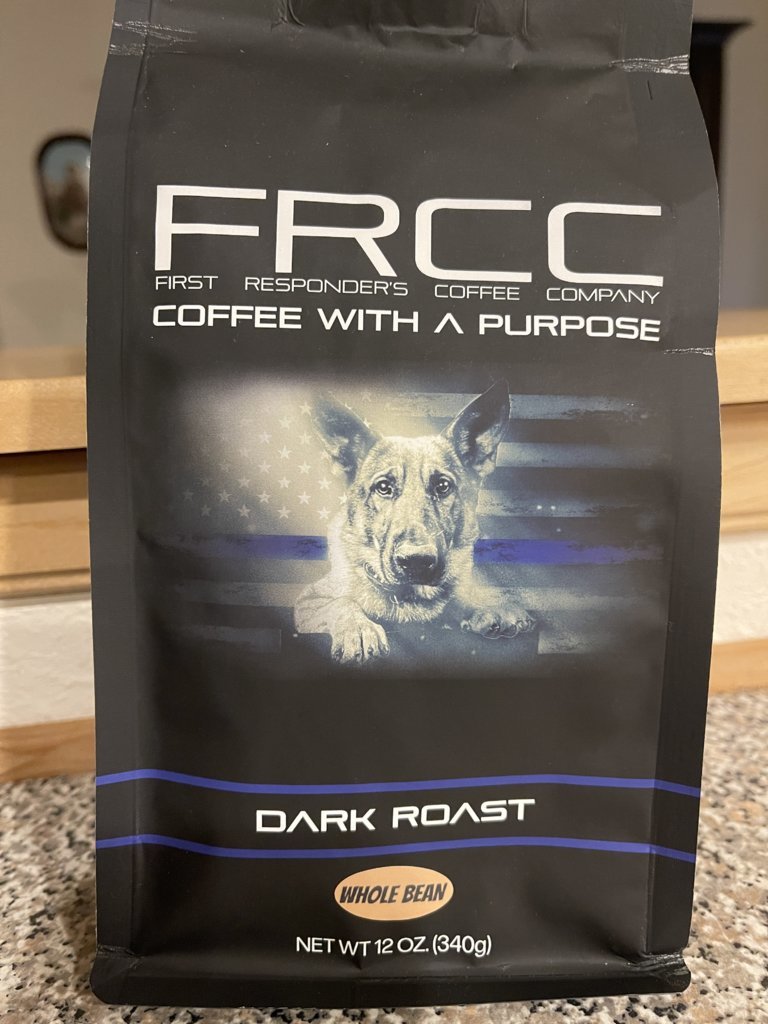 FRCC
FIRST RESPONDER'S COFFEE COMPANY
COFFEE WITH A PURPOSE
DARK ROAST
WHOLE BEAN
NET WT 12 OZ. (340g)